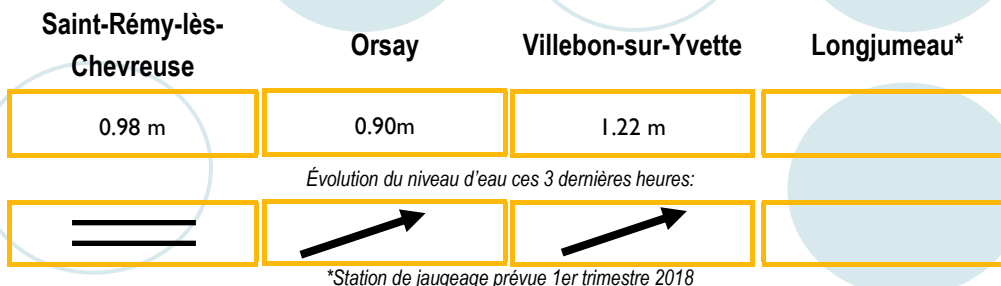 Saint-Rémy-lès-
Chevreuse
Orsay
Villebon-sur-Yvette
Longjumeau*
0.98 m
0.90m
1.22 m
Évolution du niveau d'eau ces 3 dernières heures:
*Station de jaugeage prévue 1er trimestre 2018